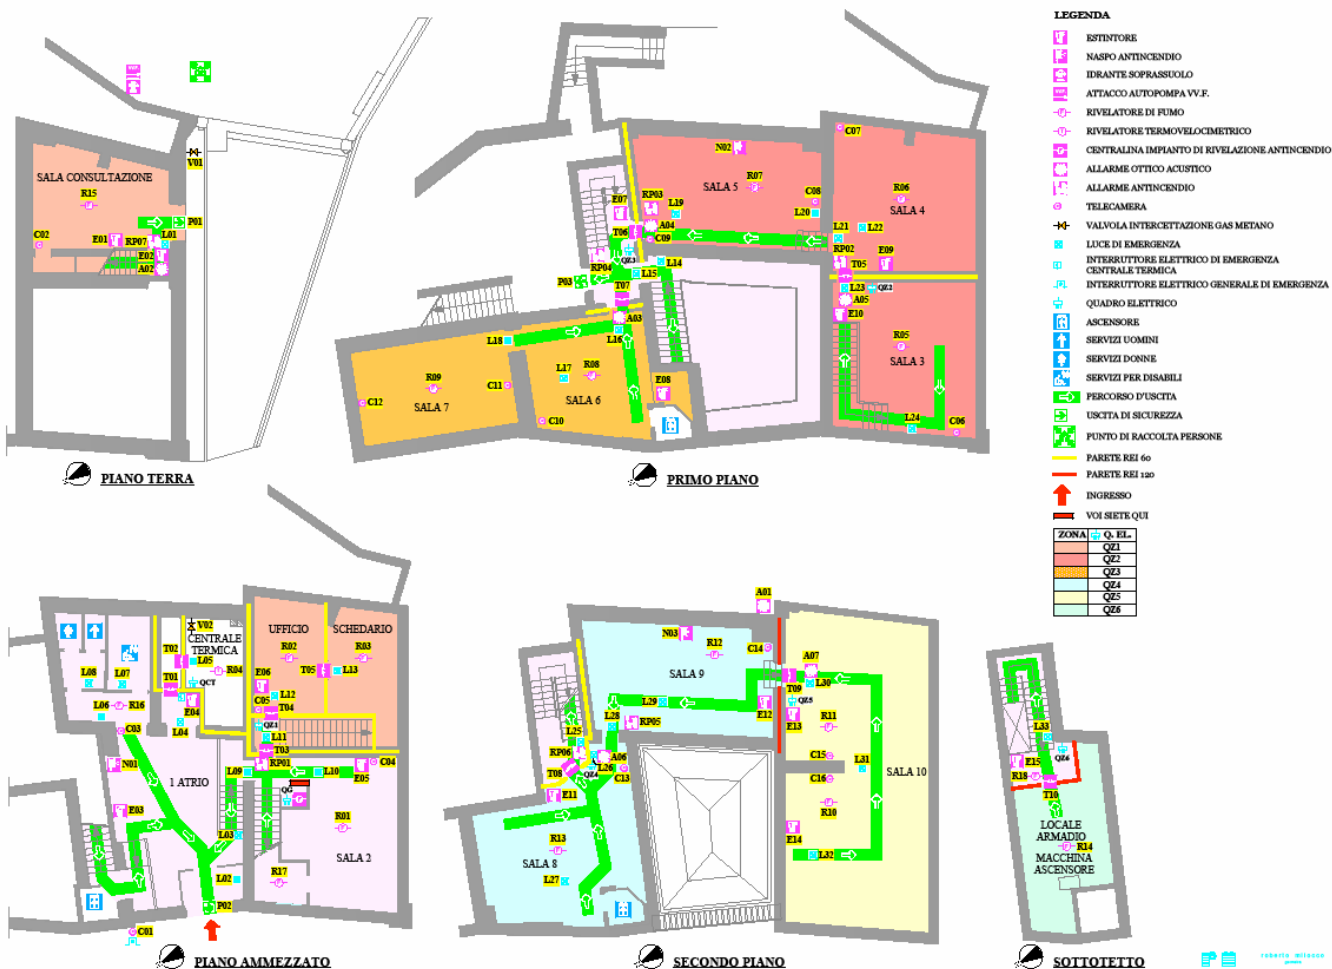 V01
SALA CONSULTAZIONE
R15
P01
C02
E01
RP07
L01
E02
A02
PIANO TERRA
C07
N02
R07
R06
SALA 5
SALA 4
RP03
C08
E07
L19
L20
A04
L21
L22
T06
C09
QZ3
RP02
E09
L14
T05
RP04
L15
P03
L23
QZ2
T07
A05
E10
A03
L18
L16
R05
SALA 3
L17
R08
R09
C11
E08
SALA 7
SALA 6
C12
C10
L24
C06
PRIMO PIANO
LEGENDA
ESTINTORE
NASPO ANTINCENDIO
IDRANTE SOPRASSUOLO
ATTACCO AUTOPOMPA VV.F.
RIVELATORE DI FUMO
RIVELATORE TERMOVELOCIMETRICO
CENTRALINA IMPIANTO DI RIVELAZIONE ANTINCENDIO
ALLARME OTTICO ACUSTICO
ALLARME ANTINCENDIO
TELECAMERA
VALVOLA INTERCETTAZIONE GAS METANO
LUCE DI EMERGENZA
INTERRUTTORE ELETTRICO DI EMERGENZA
CENTRALE TERMICA
INTERRUTTORE ELETTRICO GENERALE DI EMERGENZA
QUADRO ELETTRICO
ASCENSORE
SERVIZI UOMINI
SERVIZI DONNE
SERVIZI PER DISABILI
PERCORSO D'USCITA
USCITA DI SICUREZZA
PUNTO DI RACCOLTA PERSONE
PARETE REI 60
PARETE REI 120
INGRESSO
VOI SIETE QUI
ZONA Q. EL.
QZ1
QZ2
QZ3
QZ4
QZ5
QZ6
V02
CENTRALE
TERMICA
UFFICIO
SCHEDARIO
T02
L05
R02
R03
L08
L07
R04
T05
L13
T01
QCT
E06
L12
L06
R16
E04
C05
T04
C03
L04
QZ1
L11
T03
N01
RP01
C04
1 ATRIO
L09
L10
E05
QG
E03
R01
L03
SALA 2
R17
L02
P02
C01
PIANO AMMEZZATO
A01
N03
R12
C14
A07
SALA 9
T09
L30
L29
E12
QZ5
E13
R11
L28
RP05
L25
RP06
A06
C15
L31
SALA 10
T08
QZ4
L26
C13
C16
E11
R10
R13
E14
SALA 8
L32
L27
SECONDO PIANO
L33
QZ6
E15
R18
T10
LOCALE
ARMADIO
MACCHINA
ASCENSORE
R14
SOTTOTETTO